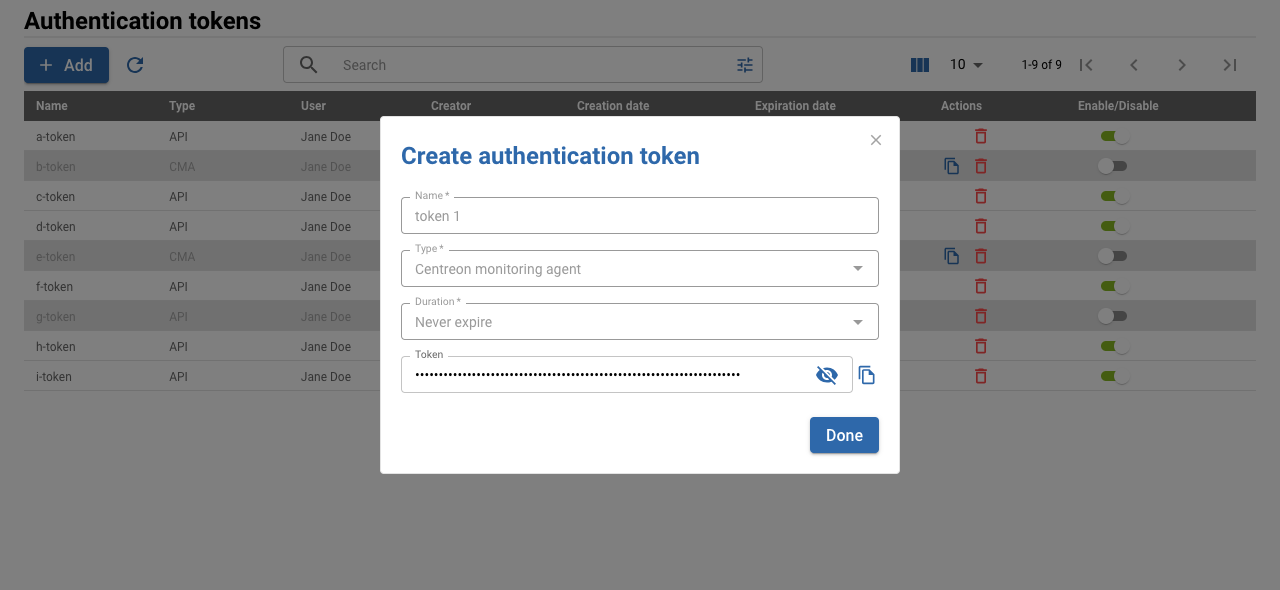 Authentication tokens
Add
Search
10
1-9 of 9
Name Type User Creator Creation date Expiration date Actions Enable/Disable
a-token API Jane Doe
b-token CMA Jane Doe
c-token API Jane Doe
d-token API Jane Doe
e-token CMA Jane Doe
f-token API Jane Doe
g-token API Jane Doe
h-token API Jane Doe
i-token API Jane Doe
Create authentication token
Name *
token 1
Type *
Centreon monitoring agent
Duration *
Never expire
Token
Done